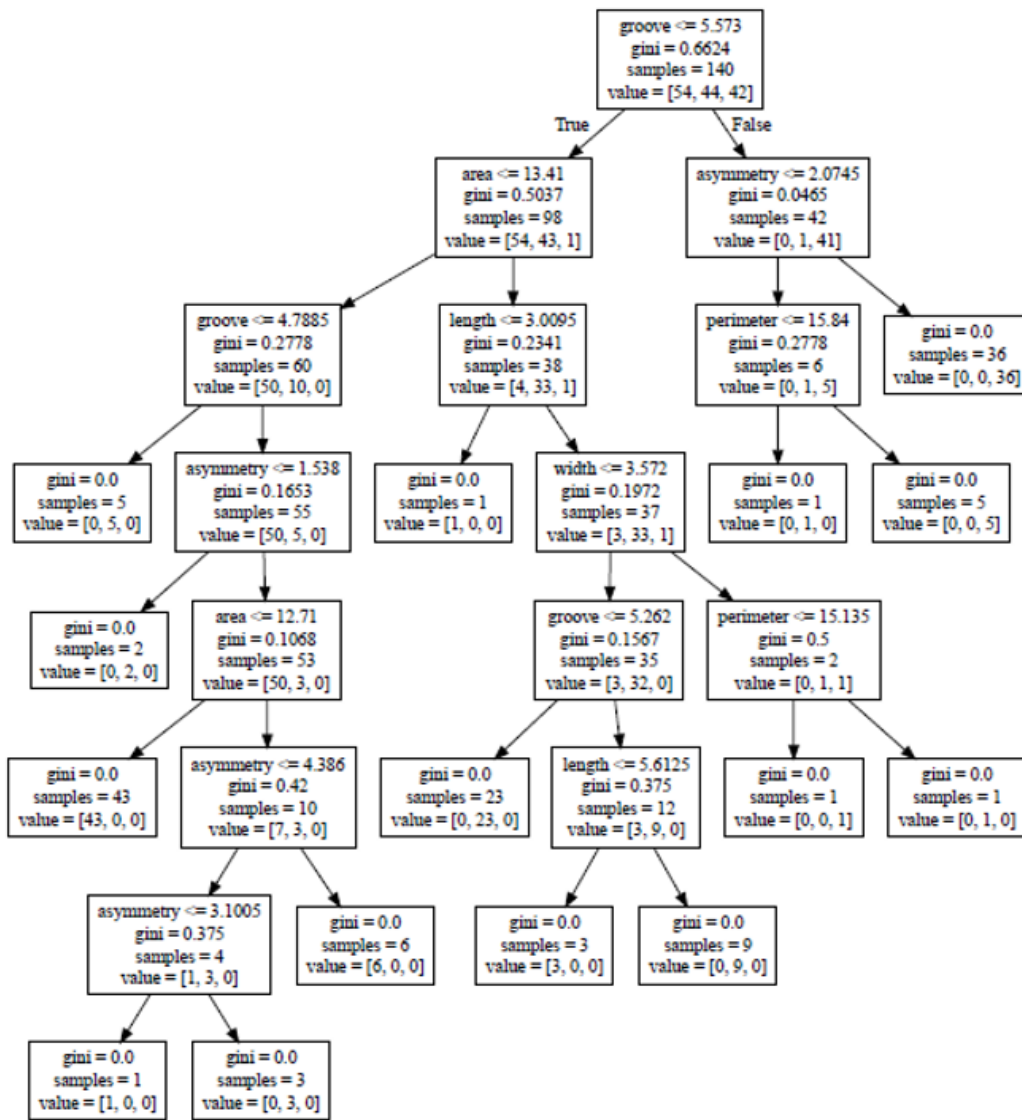 groove <= 5.573
gini = 0.6624
samples = 140
value = [54, 44, 42]
True
False
area <= 13.41
gini = 0.5037
samples = 98
value = [54, 43, 1]
asymmetry <= 2.0745
gini = 0.0465
samples = 42
value = [0, 1, 41]
groove <= 4.7885
gini = 0.2778
samples = 60
value = [50, 10, 0]
length <= 3.0095
gini = 0.2341
samples = 38
value = [4, 33, 1]
perimeter <= 15.84
gini = 0.2778
samples = 6
value = [0, 1, 5]
gini = 0.0
samples = 36
value = [0, 0, 36]
gini = 0.0
samples = 5
value = [0, 5, 0]
asymmetry <= 1.538
gini = 0.1653
samples = 55
value = [50, 5, 0]
gini = 0.0
samples = 1
value = [1, 0, 0]
width <= 3.572
gini = 0.1972
samples = 37
value = [3, 33, 1]
gini = 0.0
samples = 1
value = [0, 1, 0]
gini = 0.0
samples = 5
value = [0, 0, 5]
gini = 0.0
samples = 2
value = [0, 2, 0]
area <= 12.71
gini = 0.1068
samples = 53
value = [50, 3, 0]
groove <= 5.262
gini = 0.1567
samples = 35
value = [3, 32, 0]
perimeter <= 15.135
gini = 0.5
samples = 2
value = [0, 1, 1]
gini = 0.0
samples = 43
value = [43, 0, 0]
asymmetry <= 4.386
gini = 0.42
samples = 10
value = [7, 3, 0]
gini = 0.0
samples = 23
value = [0, 23, 0]
length <= 5.6125
gini = 0.375
samples = 12
value = [3, 9, 0]
gini = 0.0
samples = 1
value = [0, 0, 1]
gini = 0.0
samples = 1
value = [0, 1, 0]
asymmetry <= 3.1005
gini = 0.375
samples = 4
value = [1, 3, 0]
gini = 0.0
samples = 6
value = [6, 0, 0]
gini = 0.0
samples = 3
value = [3, 0, 0]
gini = 0.0
samples = 9
value = [0, 9, 0]
gini = 0.0
samples = 1
value = [1, 0, 0]
gini = 0.0
samples = 3
value = [0, 3, 0]